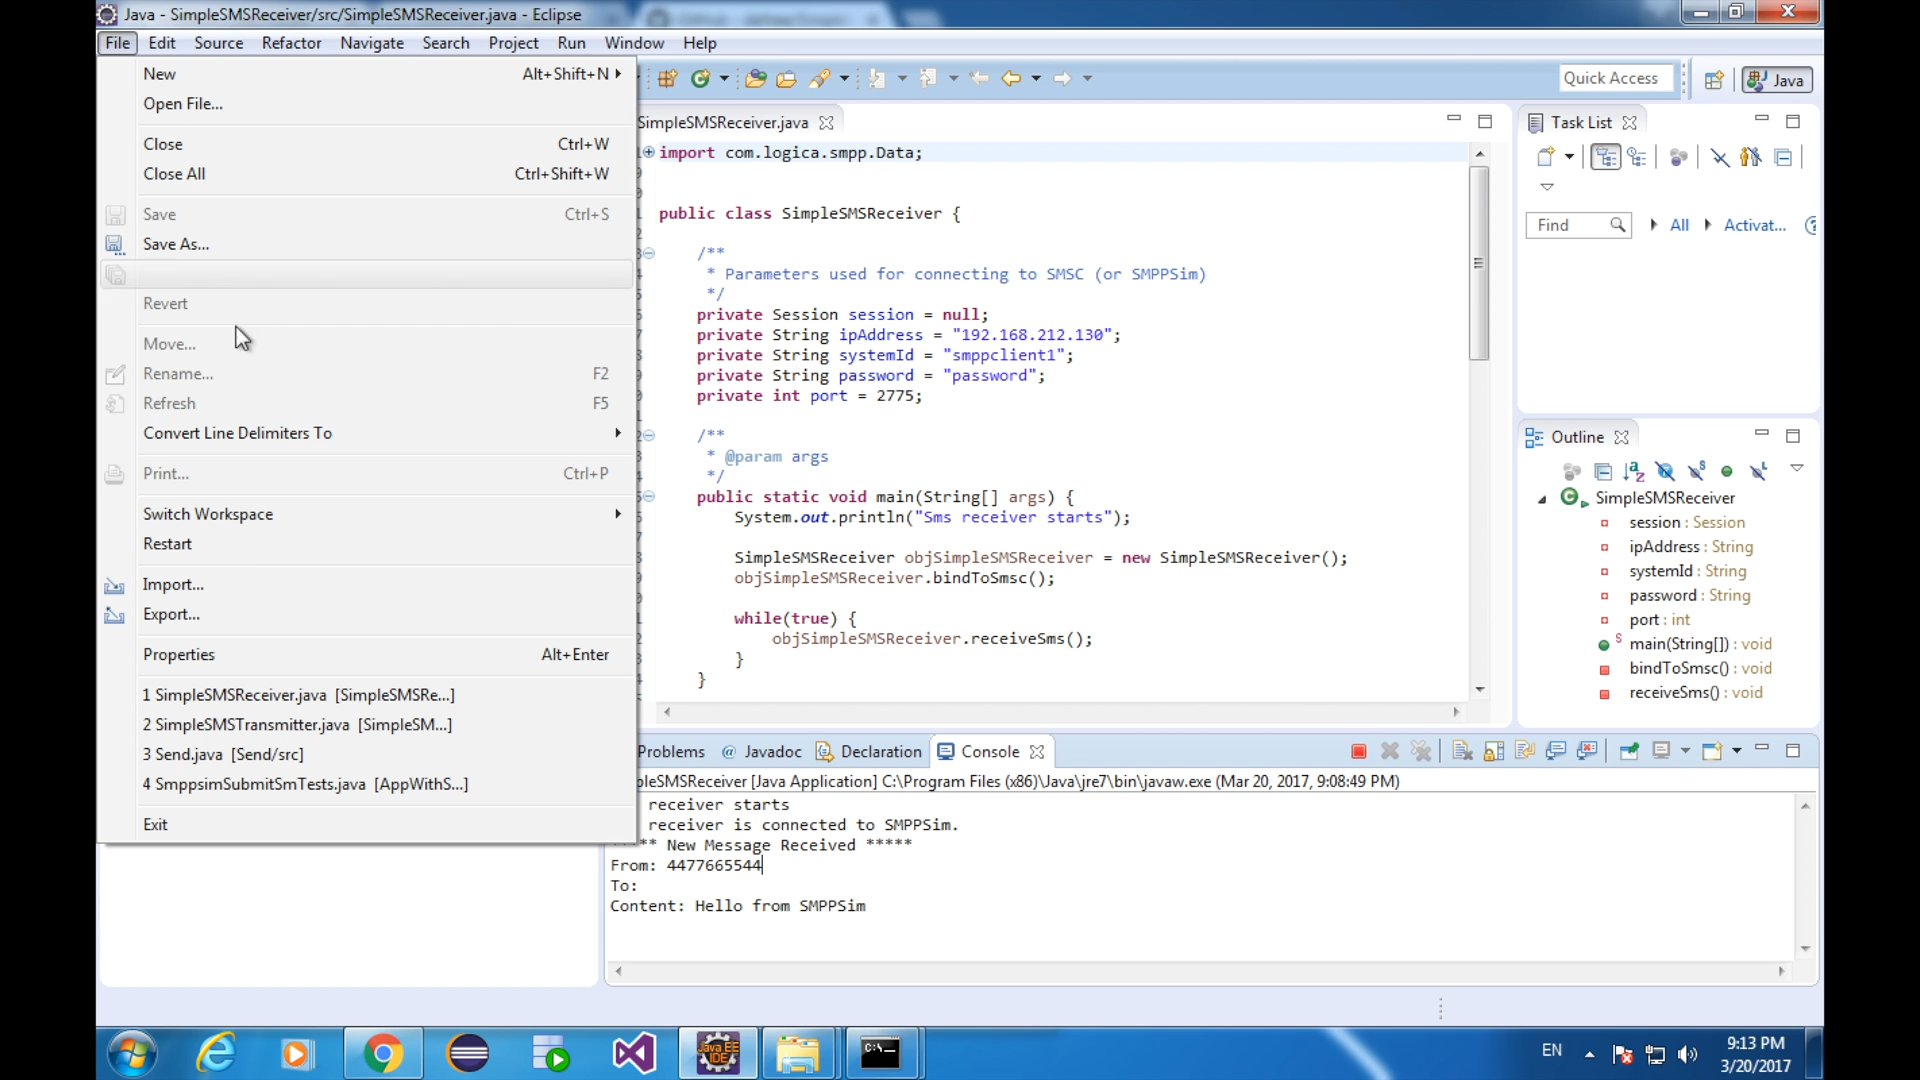 Java - SimpleSMSReceiver/src/SimpleSMSReceiver.java - Eclipse
File Edit Source Refactor Navigate Search Project Run Window Help
New Alt+Shift+N
Open File...
Close Ctrl+W
Close All Ctrl+Shift+W
Save Ctrl+S
Save As...
Revert
Move...
Rename... F2
Refresh F5
Convert Line Delimiters To
Print... Ctrl+P
Switch Workspace
Restart
Import...
Export...
Properties Alt+Enter
1 SimpleSMSReceiver.java [SimpleSMSRe...]
2 SimpleSMSTransmitter.java [SimpleSM...]
3 Send.java [Send/src]
4 SmppsimSubmitSmTests.java [AppWithS...]
Exit
Quick Access
Java
SimpleSMSReceiver.java
import com.logica.smpp.Data;
public class SimpleSMSReceiver {
/**
* Parameters used for connecting to SMSC (or SMPPSim)
*/
private Session session = null;
private String ipAddress = "192.168.212.130";
private String systemId = "smppclient1";
private String password = "password";
private int port = 2775;
/**
* @param args
*/
public static void main(String[] args) {
System.out.println("Sms receiver starts");
SimpleSMSReceiver objSimpleSMSReceiver = new SimpleSMSReceiver();
objSimpleSMSReceiver.bindToSmsc();
while(true) {
objSimpleSMSReceiver.receiveSms();
}
}
Task List
Find All Activat...
Outline
SimpleSMSReceiver
session : Session
ipAddress : String
systemId : String
password : String
port : int
main(String[]) : void
bindToSmsc() : void
receiveSms() : void
Problems @ Javadoc Declaration Console
pleSMSReceiver [Java Application] C:\Program Files (x86)\Java\jre7\bin\javaw.exe (Mar 20, 2017, 9:08:49 PM)
receiver starts
receiver is connected to SMPPSim.
** New Message Received *****
From: 4477665544
To:
Content: Hello from SMPPSim
Java EE
IDE
C:\
EN
9:13 PM
3/20/2017